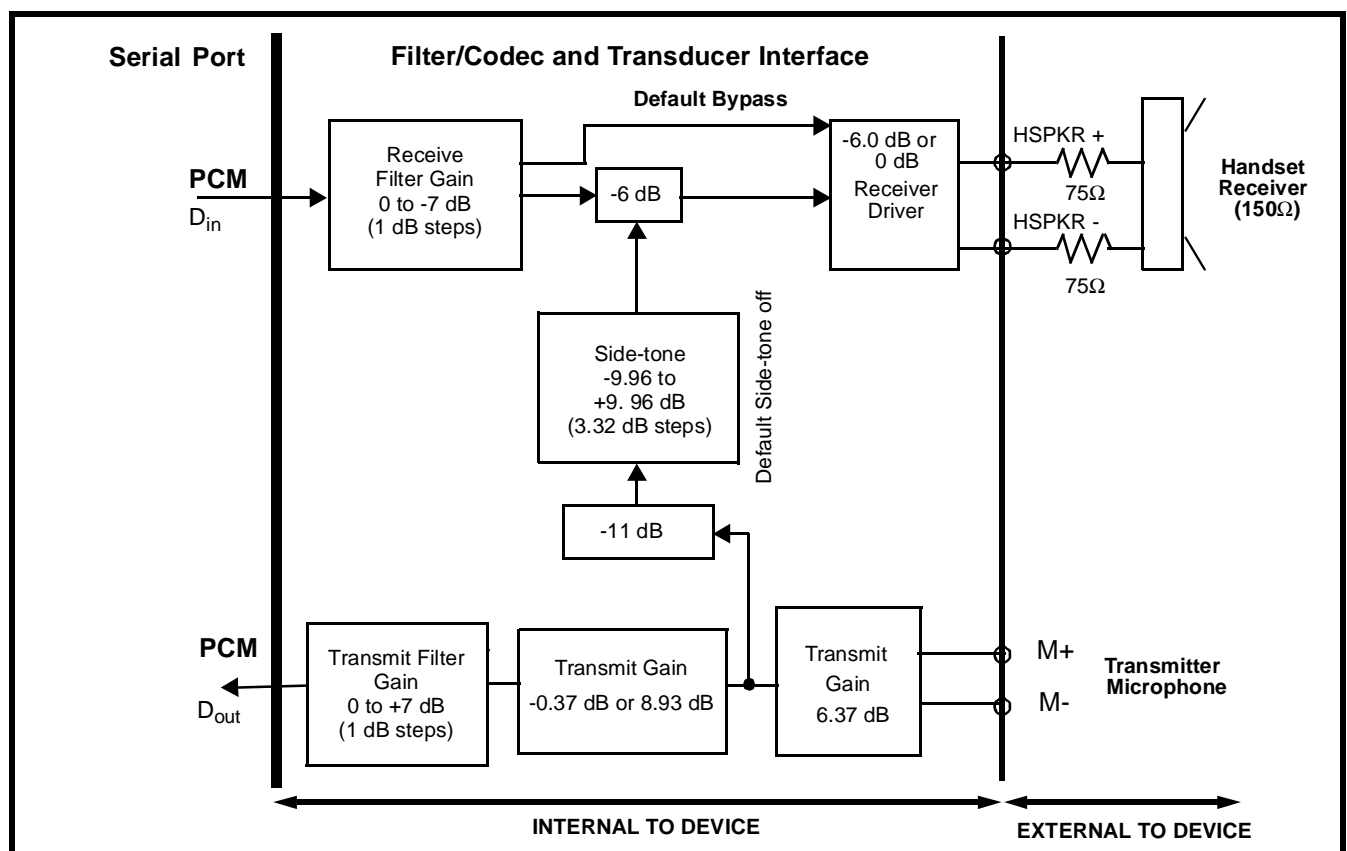 Serial Port
Filter/Codec and Transducer Interface
Default Bypass
PCM
Din
Receive
Filter Gain
0 to -7 dB
(1 dB steps)
-6 dB
-6.0 dB or
0 dB
Receiver
Driver
HSPKR +
75Ω
HSPKR -
75Ω
Handset
Receiver
(150Ω)
Side-tone
-9.96 to
+9. 96 dB
(3.32 dB steps)
Default Side-tone off
-11 dB
PCM
Dout
Transmit Filter
Gain
0 to +7 dB
(1 dB steps)
Transmit Gain
-0.37 dB or 8.93 dB
Transmit
Gain
6.37 dB
M+
M-
Transmitter
Microphone
INTERNAL TO DEVICE
EXTERNAL TO DEVICE